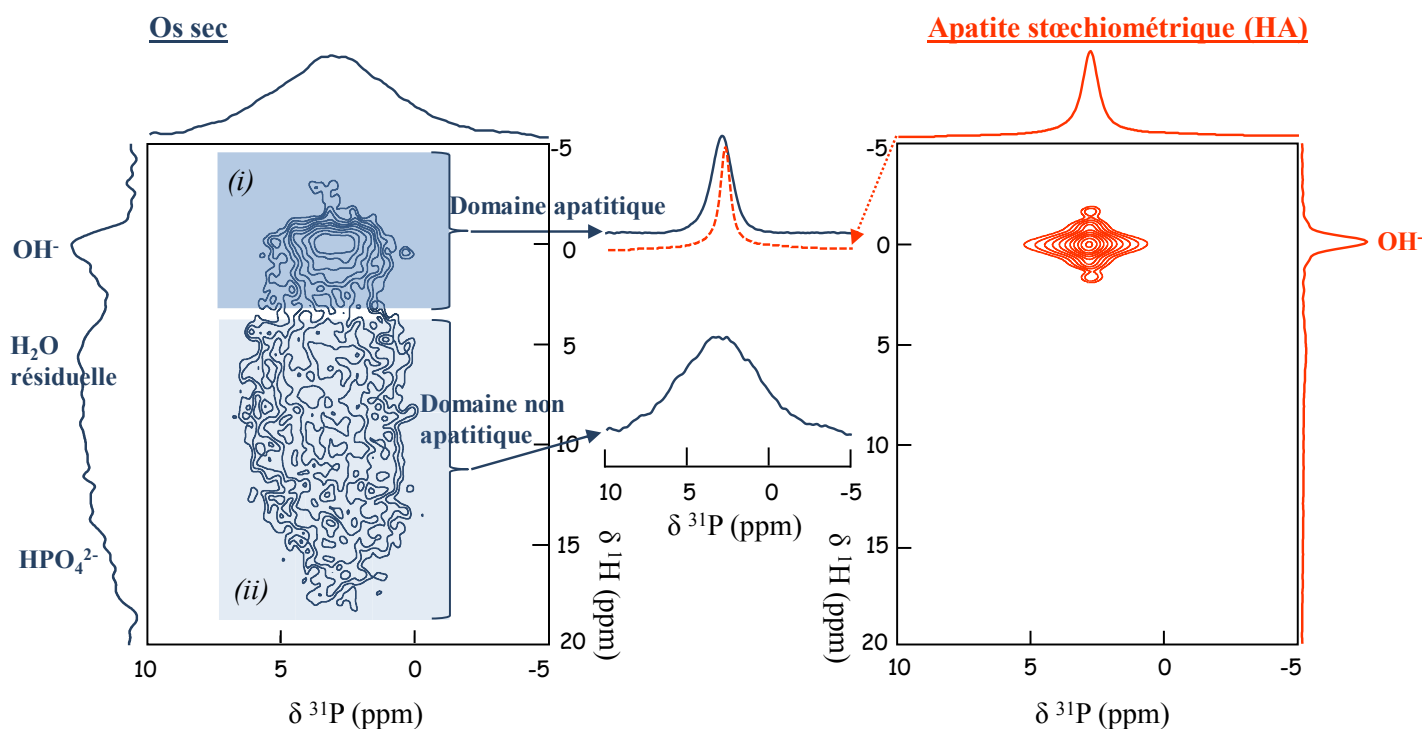 Os sec
Apatite stœchiométrique (HA)
(i)
Domaine apatitique
OH-
H2O
résiduelle
HPO42-
Domaine non
apatitique
(ii)
-5
0
5
10
15
20
δ 1H (ppm)
10
5
0
-5
δ 31P (ppm)
10
5
0
-5
δ 31P (ppm)
-5
0
5
10
15
20
δ 1H (ppm)
OH-
10
5
0
-5
δ 31P (ppm)